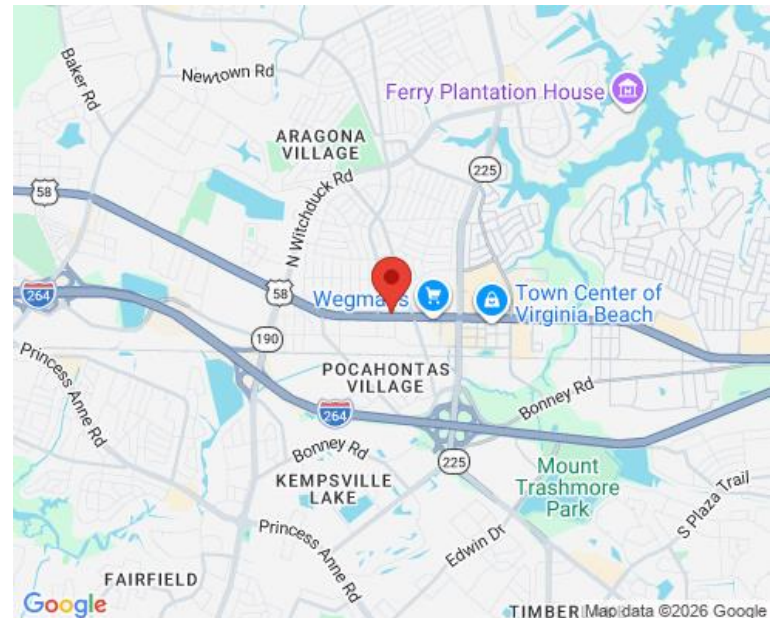 Baker Rd
Newtown Rd
Ferry Plantation House
ARAGONA
VILLAGE
225
58
N Witchduck Rd
264
58
Wegmans
Town Center of
Virginia Beach
190
Princess Anne Rd
POCAHONTAS
VILLAGE
264
Bonney Rd
Bonney Rd
225
KEMPSVILLE
LAKE
Mount
Trashmore
Park
S Plaza Trail
Princess Anne Rd
Edwin Dr
FAIRFIELD
Google
TIMBER
Map data ©2026 Google